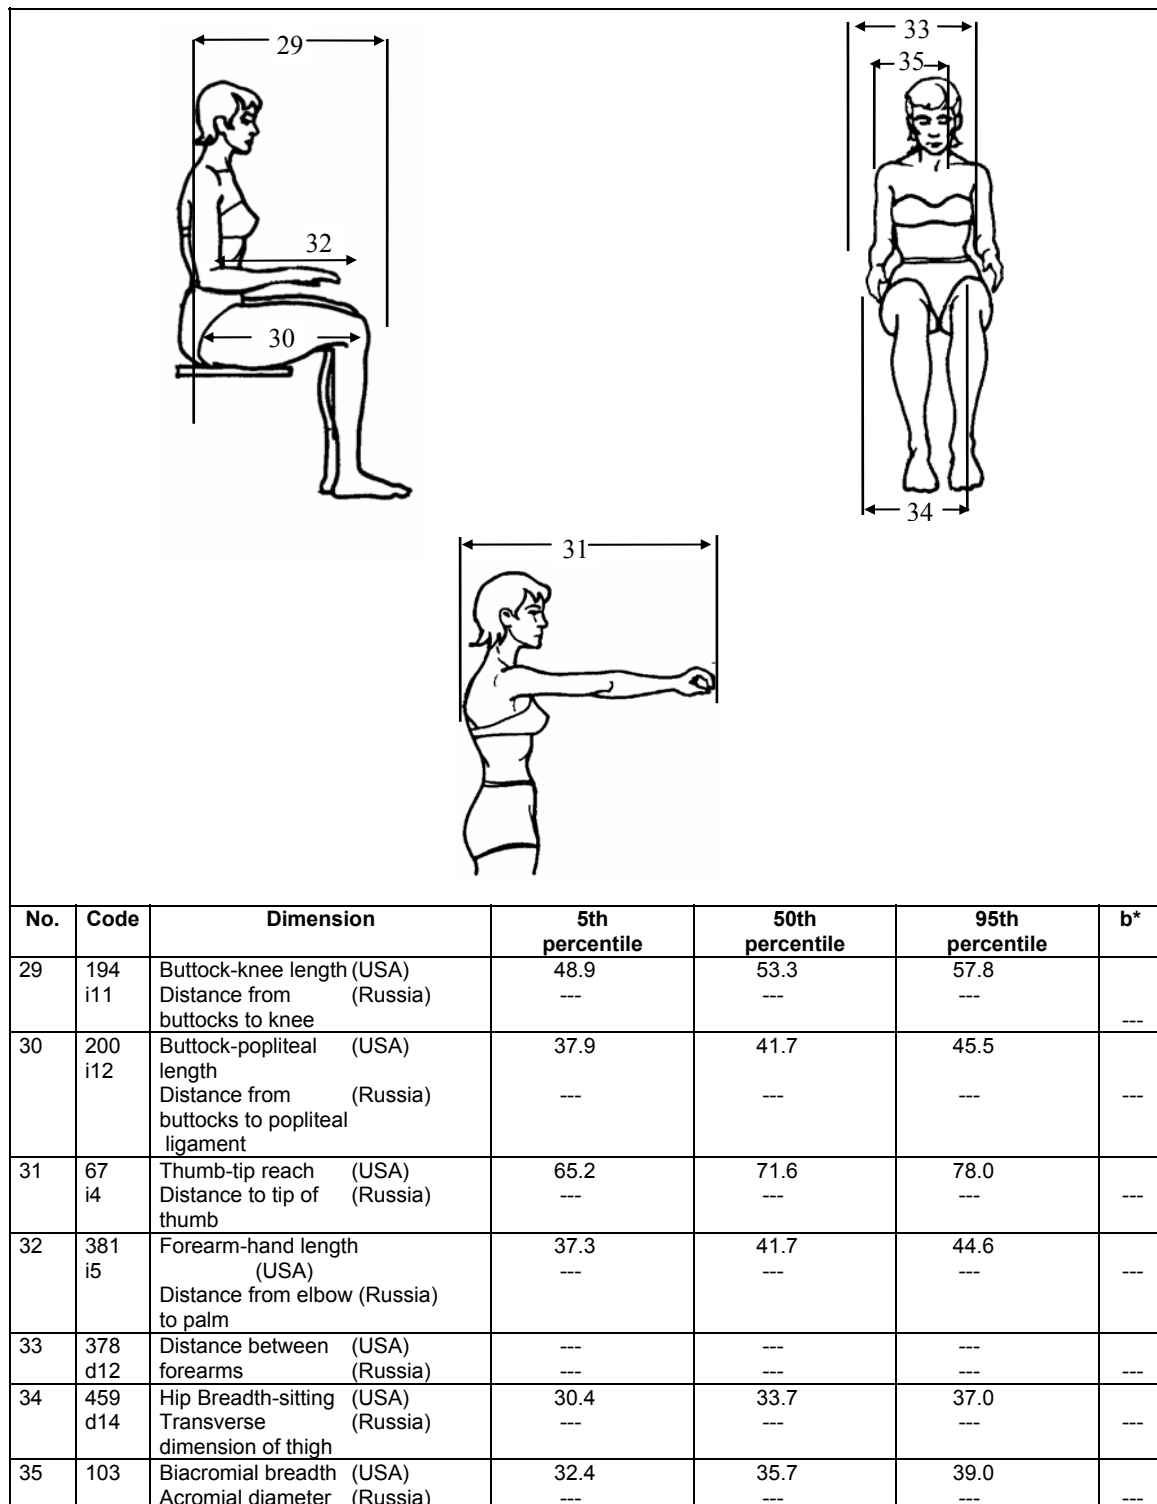 29
33
35
32
30
34
31
No. Code Dimension 5th percentile 50th percentile 95th percentile b*
29 194 Buttock-knee length (USA) 48.9 53.3 57.8
i11 Distance from (Russia) --- --- ---
buttocks to knee ---
30 200 Buttock-popliteal (USA) 37.9 41.7 45.5
i12 length
Distance from (Russia) --- --- --- ---
buttocks to popliteal
ligament
31 67 Thumb-tip reach (USA) 65.2 71.6 78.0
i4 Distance to tip of (Russia) --- --- --- ---
thumb
32 381 Forearm-hand length 37.3 41.7 44.6
i5 (USA) --- --- --- ---
Distance from elbow (Russia)
to palm
33 378 Distance between (USA) --- --- ---
d12 forearms (Russia) --- --- --- ---
34 459 Hip Breadth-sitting (USA) 30.4 33.7 37.0
d14 Transverse (Russia) --- --- --- ---
dimension of thigh
35 103 Biacromial breadth (USA) 32.4 35.7 39.0
Acromial diameter (Russia) --- --- --- ---